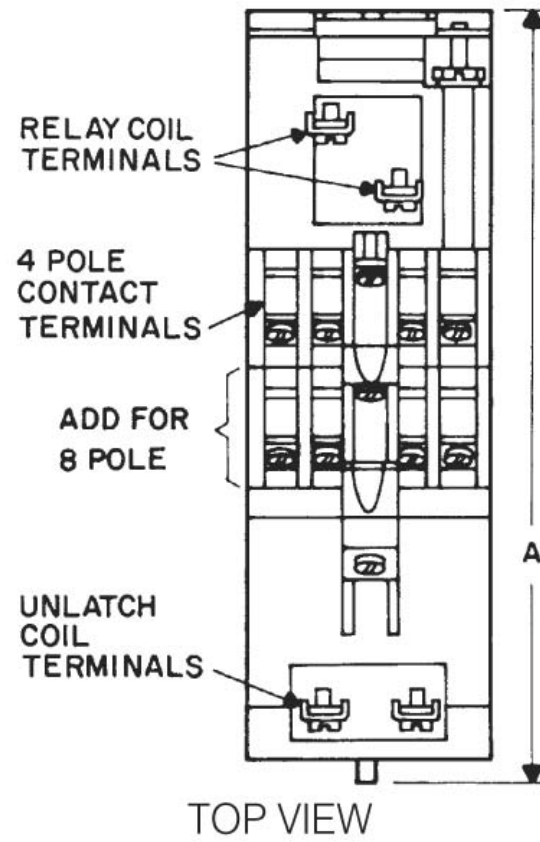 RELAY COIL
TERMINALS
4 POLE
CONTACT
TERMINALS
ADD FOR
8 POLE
A
UNLATCH
COIL
TERMINALS
TOP VIEW